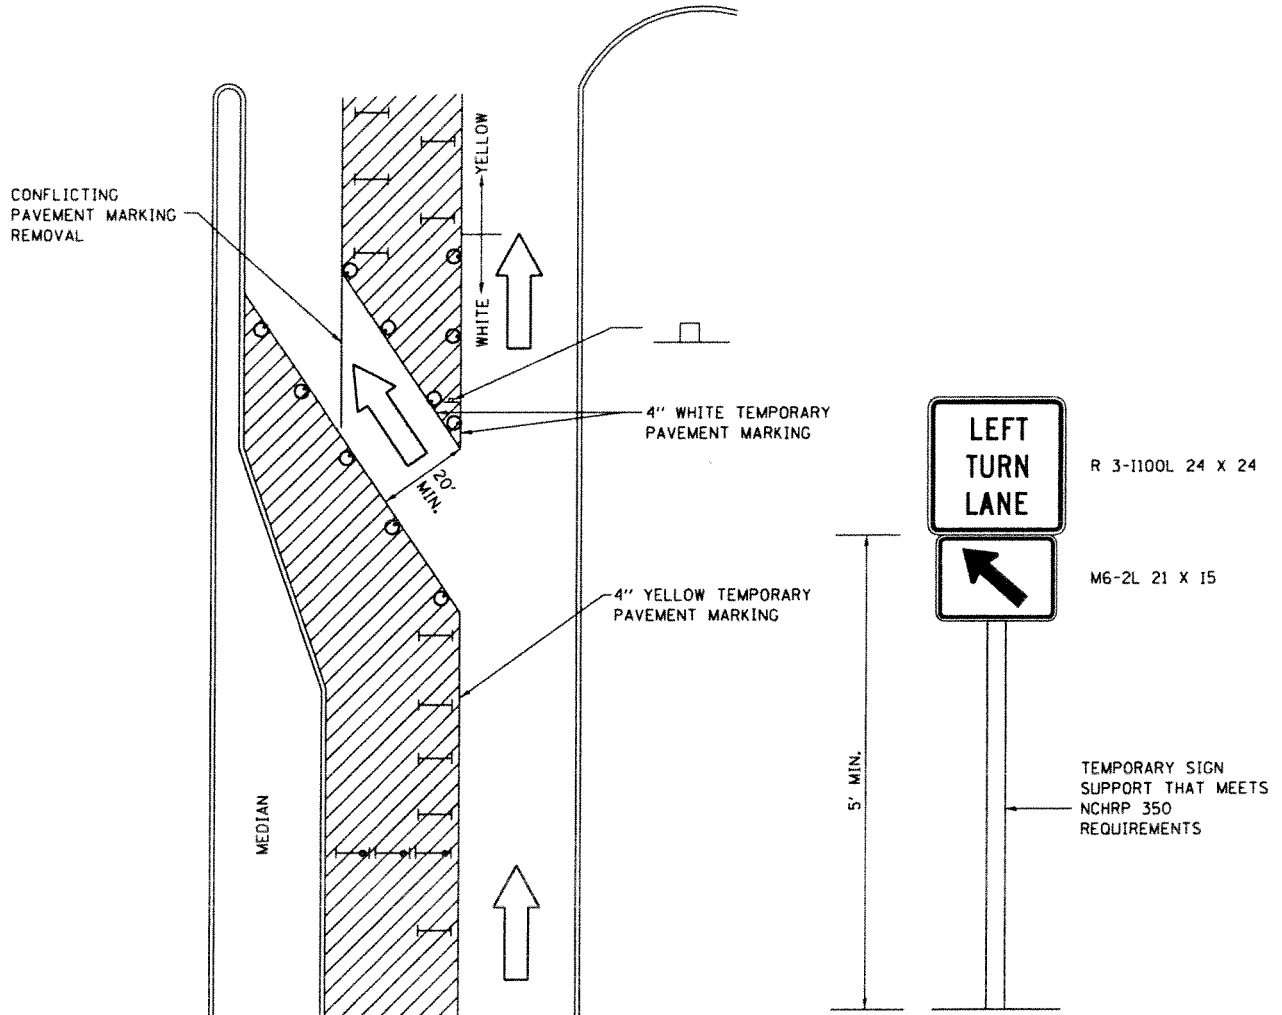 CONFLICTING
PAVEMENT MARKING
REMOVAL
YELLOW
WHITE
4" WHITE TEMPORARY
PAVEMENT MARKING
20'
MIN.
4" YELLOW TEMPORARY
PAVEMENT MARKING
MEDIAN
LEFT
TURN
LANE
R 3-I100L 24 X 24
M6-2L 21 X 15
5' MIN.
TEMPORARY SIGN
SUPPORT THAT MEETS
NCHRP 350
REQUIREMENTS